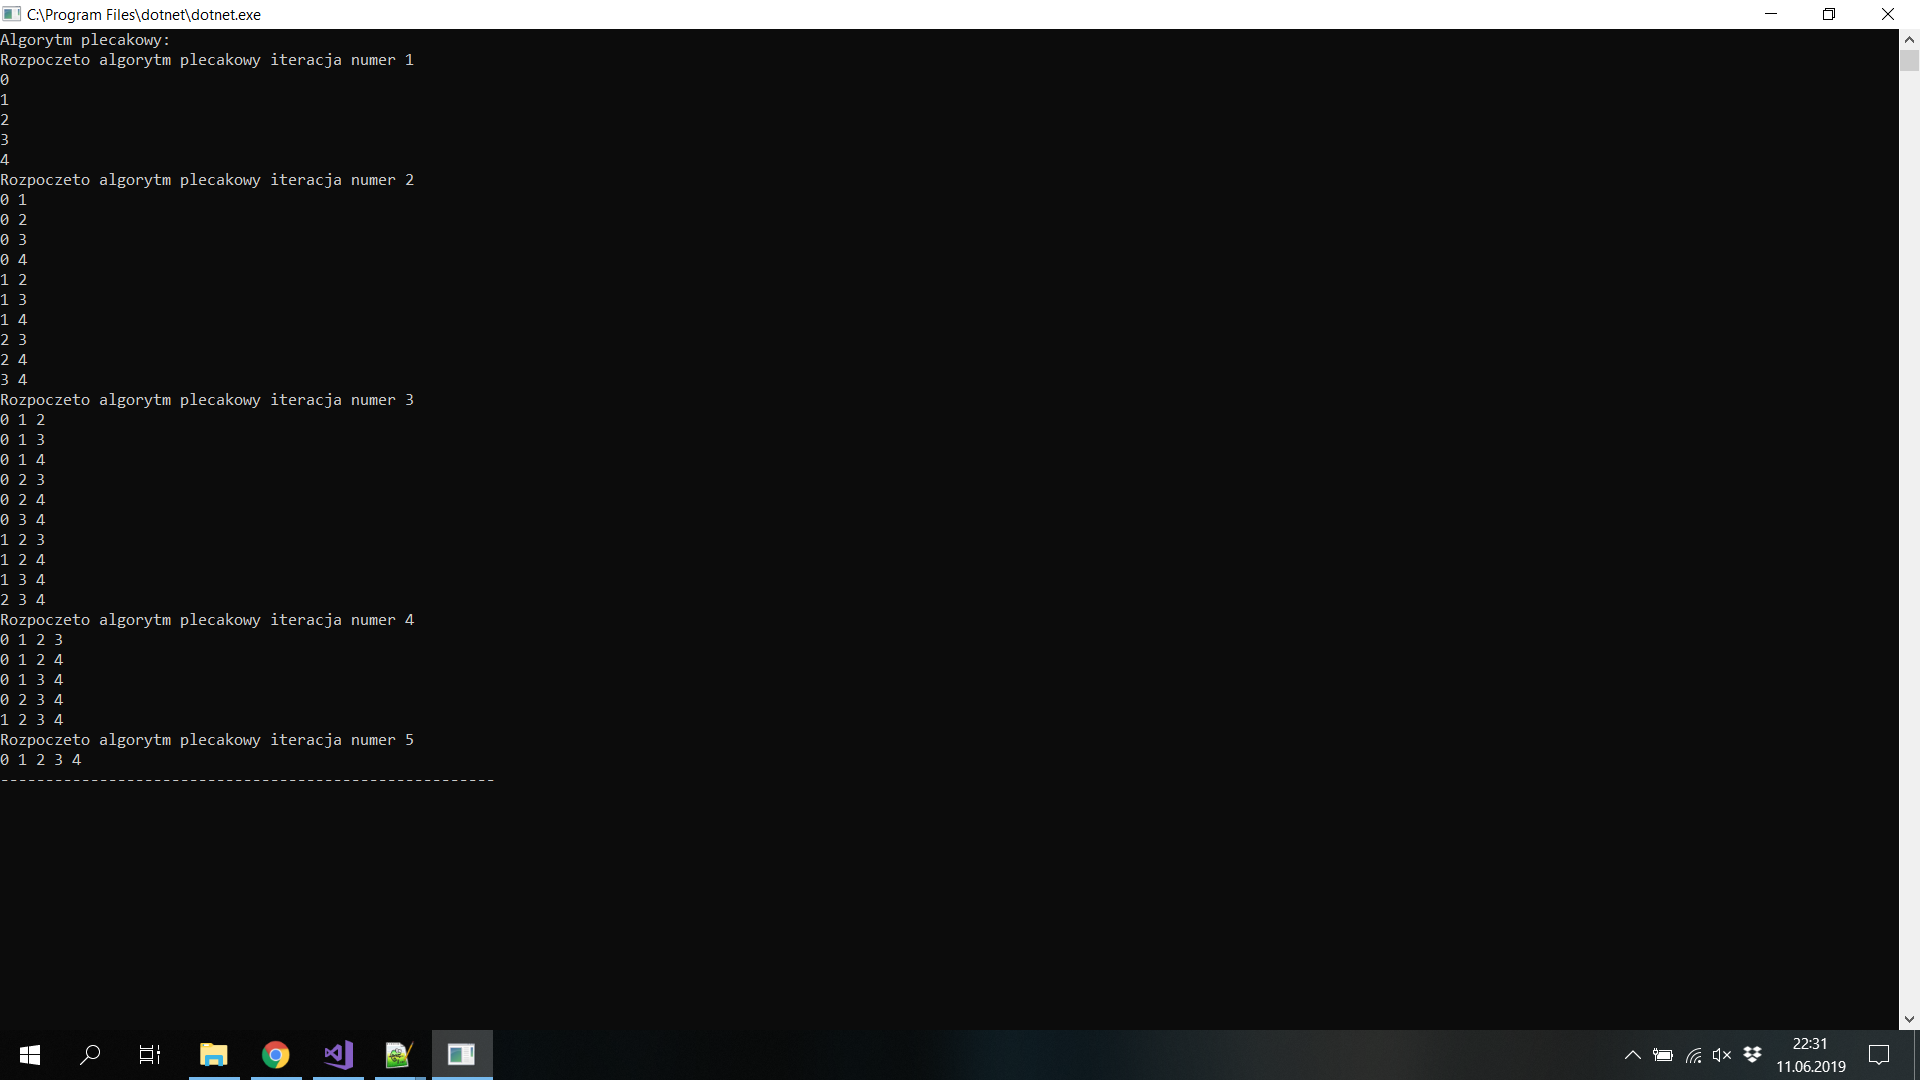 C:\Program Files\dotnet\dotnet.exe
Algorytm plecakowy:
Rozpoczeto algorytm plecakowy iteracja numer 1
0
1
2
3
4
Rozpoczeto algorytm plecakowy iteracja numer 2
0 1
0 2
0 3
0 4
1 2
1 3
1 4
2 3
2 4
3 4
Rozpoczeto algorytm plecakowy iteracja numer 3
0 1 2
0 1 3
0 1 4
0 2 3
0 2 4
0 3 4
1 2 3
1 2 4
1 3 4
2 3 4
Rozpoczeto algorytm plecakowy iteracja numer 4
0 1 2 3
0 1 2 4
0 1 3 4
0 2 3 4
1 2 3 4
Rozpoczeto algorytm plecakowy iteracja numer 5
0 1 2 3 4
-------------------------------------------------------
22:31
11.06.2019